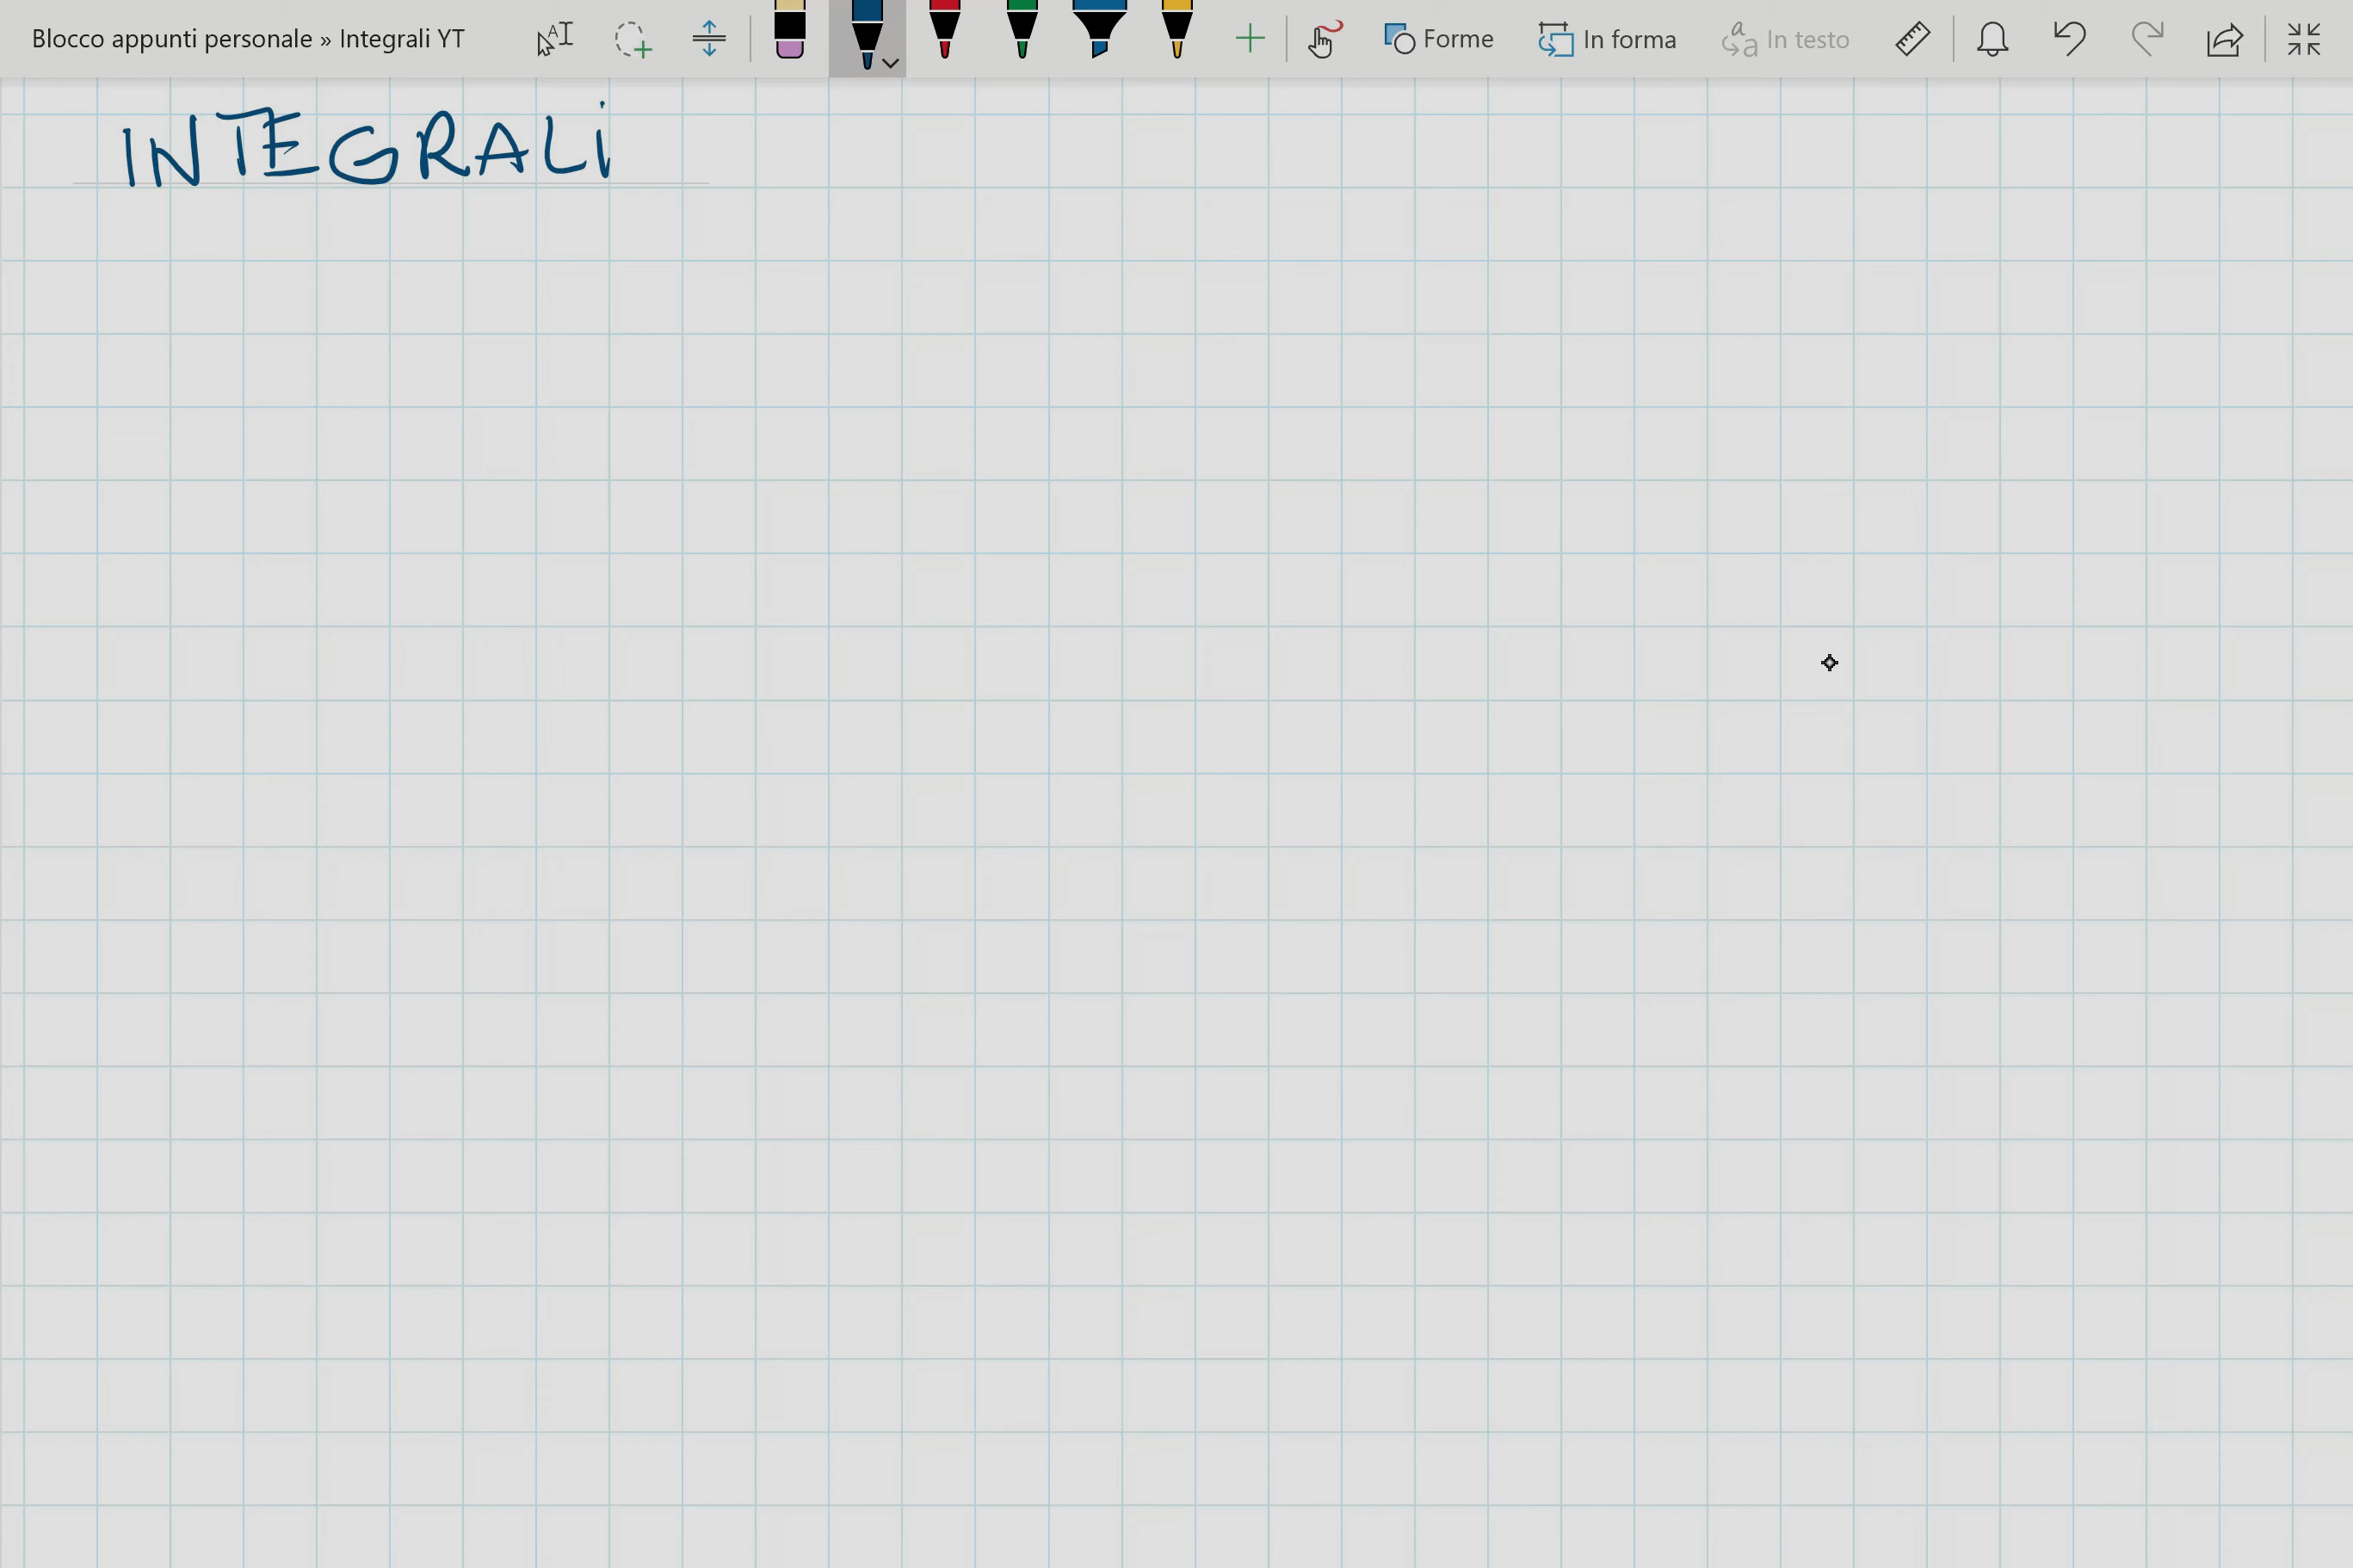 Blocco appunti personale » Integrali YT
Forme
In forma
In testo
INTEGRALi